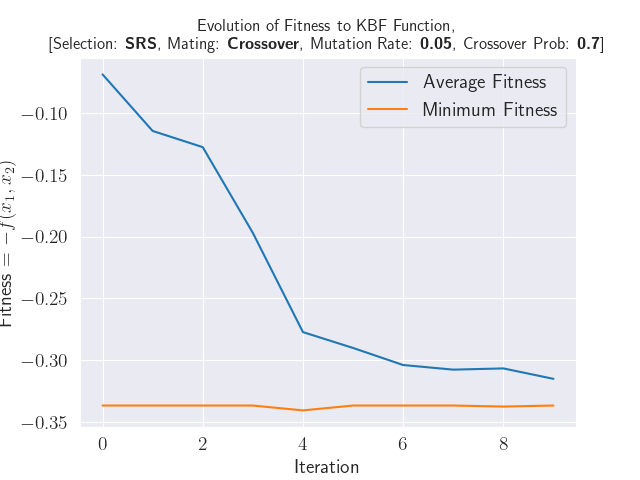 Evolution of Fitness to KBF Function,
[Selection: SRS, Mating: Crossover, Mutation Rate: 0.05, Crossover Prob: 0.7]
Average Fitness
Minimum Fitness
Fitness = −f(x₁, x₂)
−0.10
−0.15
−0.20
−0.25
−0.30
−0.35
0 2 4 6 8
Iteration